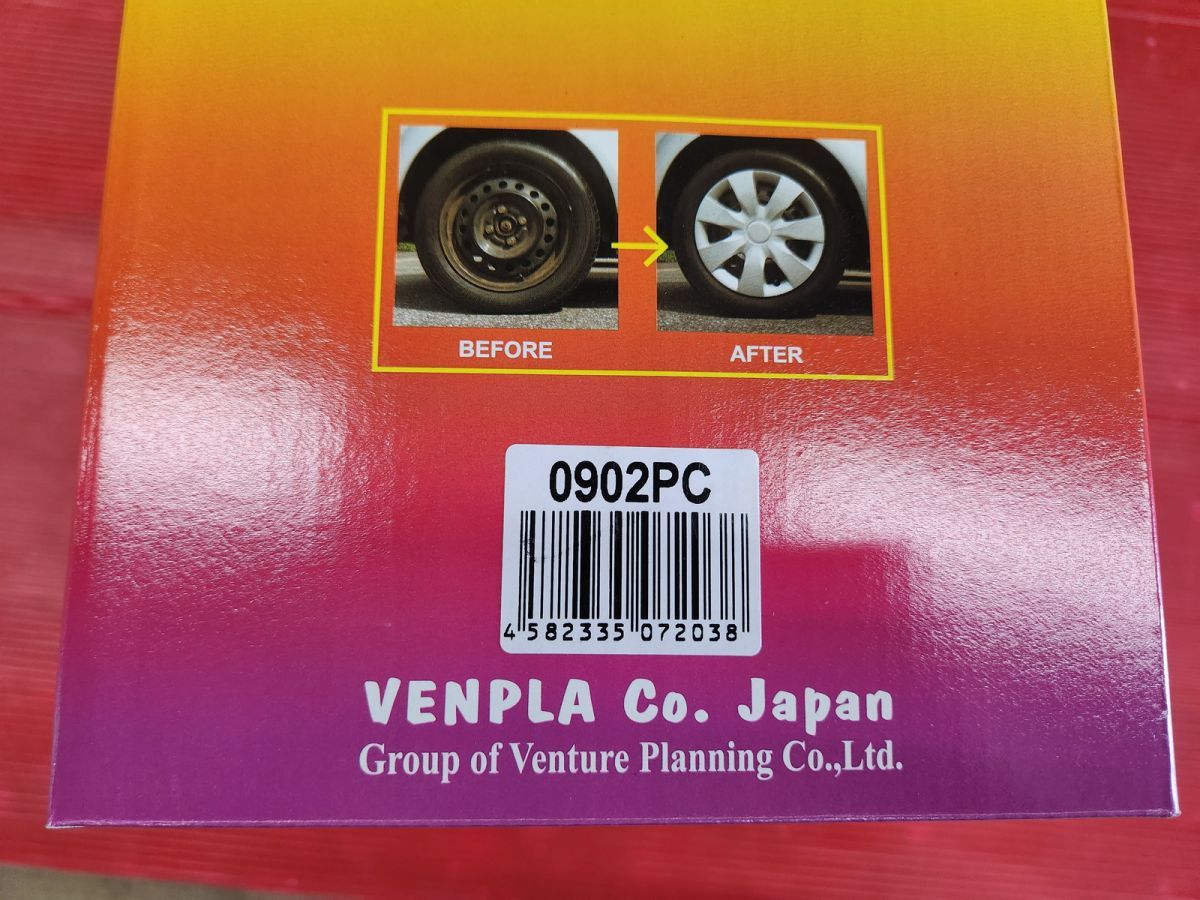 BEFORE
AFTER
0902PC
4 582335 072038
VENPLA Co. Japan
Group of Venture Planning Co.,Ltd.